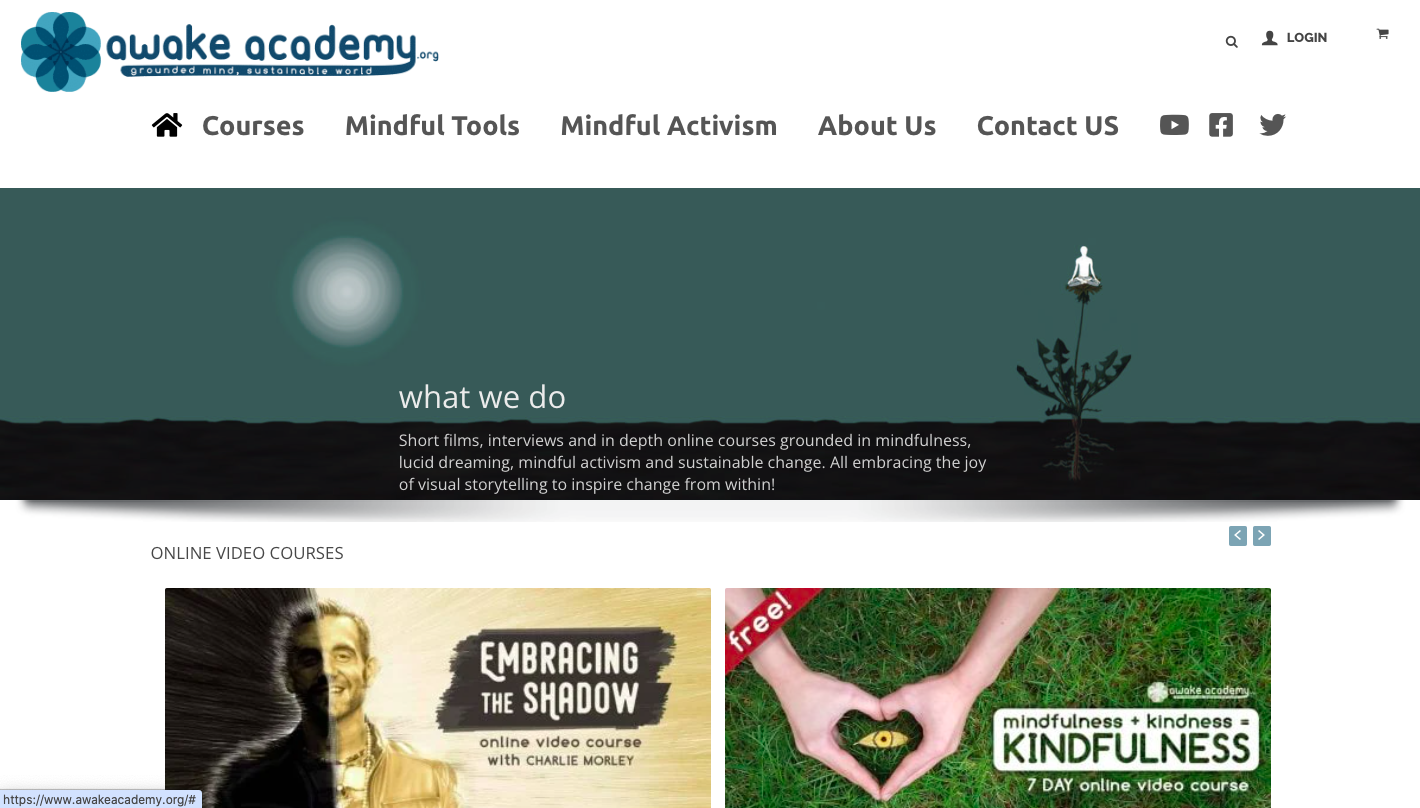 awake academy.org
grounded mind, sustainable world
LOGIN
Courses Mindful Tools Mindful Activism About Us Contact US
what we do
Short films, interviews and in depth online courses grounded in mindfulness,
lucid dreaming, mindful activism and sustainable change. All embracing the joy
of visual storytelling to inspire change from within!
ONLINE VIDEO COURSES
EMBRACING
THE SHADOW
online video course
with CHARLIE MORLEY
free!
awake academy
mindfulness + kindness =
KINDFULNESS
7 DAY online video course
https://www.awakeacademy.org/#